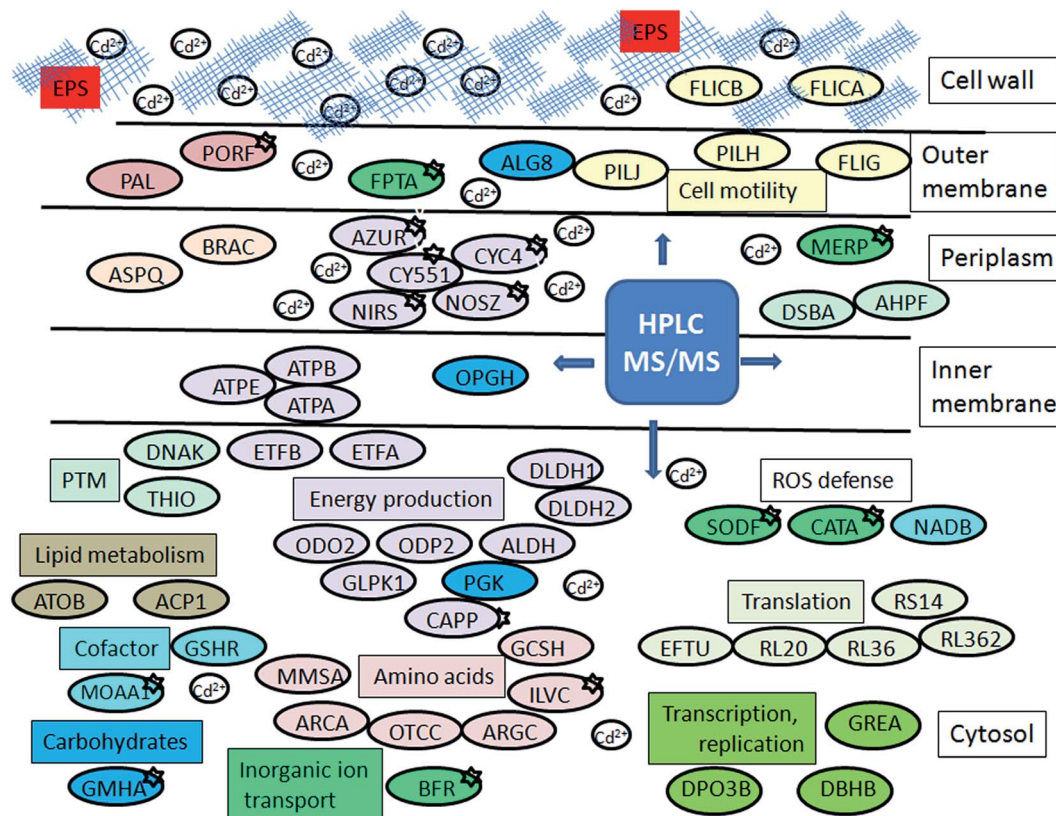 Cd2+
Cd2+
Cd2+
Cd2+
Cd2+
EPS
EPS
Cd2+
Cd2+
Cd2+
Cd2+
Cd2+
Cd2+
Cd2+
FLICB
FLICA
Cell wall
PORF
PAL
Cd2+
FPTA
Cd2+
ALG8
PILJ
PILH
FLIG
Cell motility
Outer
membrane
BRAC
ASPQ
AZUR
CYC4
CY551
NIRS
NOSZ
Cd2+
Cd2+
Cd2+
Cd2+
Cd2+
MERP
DSBA
AHPF
Periplasm
HPLC
MS/MS
ATPB
ATPE
ATPA
OPGH
Inner
membrane
DNAK
ETFB
ETFA
PTM
THIO
Energy production
DLDH1
DLDH2
Cd2+
ROS defense
SODF
CATA
NADB
ODO2
ODP2
ALDH
GLPK1
PGK
Cd2+
CAPP
Lipid metabolism
ATOB
ACP1
Translation
RS14
EFTU
RL20
RL36
RL362
Cofactor
GSHR
MOAA1
Cd2+
MMSA
Amino acids
GCSH
ILVC
ARCA
OTCC
ARGC
Cd2+
Transcription,
replication
GREA
DPO3B
DBHB
Cytosol
Carbohydrates
GMHA
Inorganic ion
transport
BFR